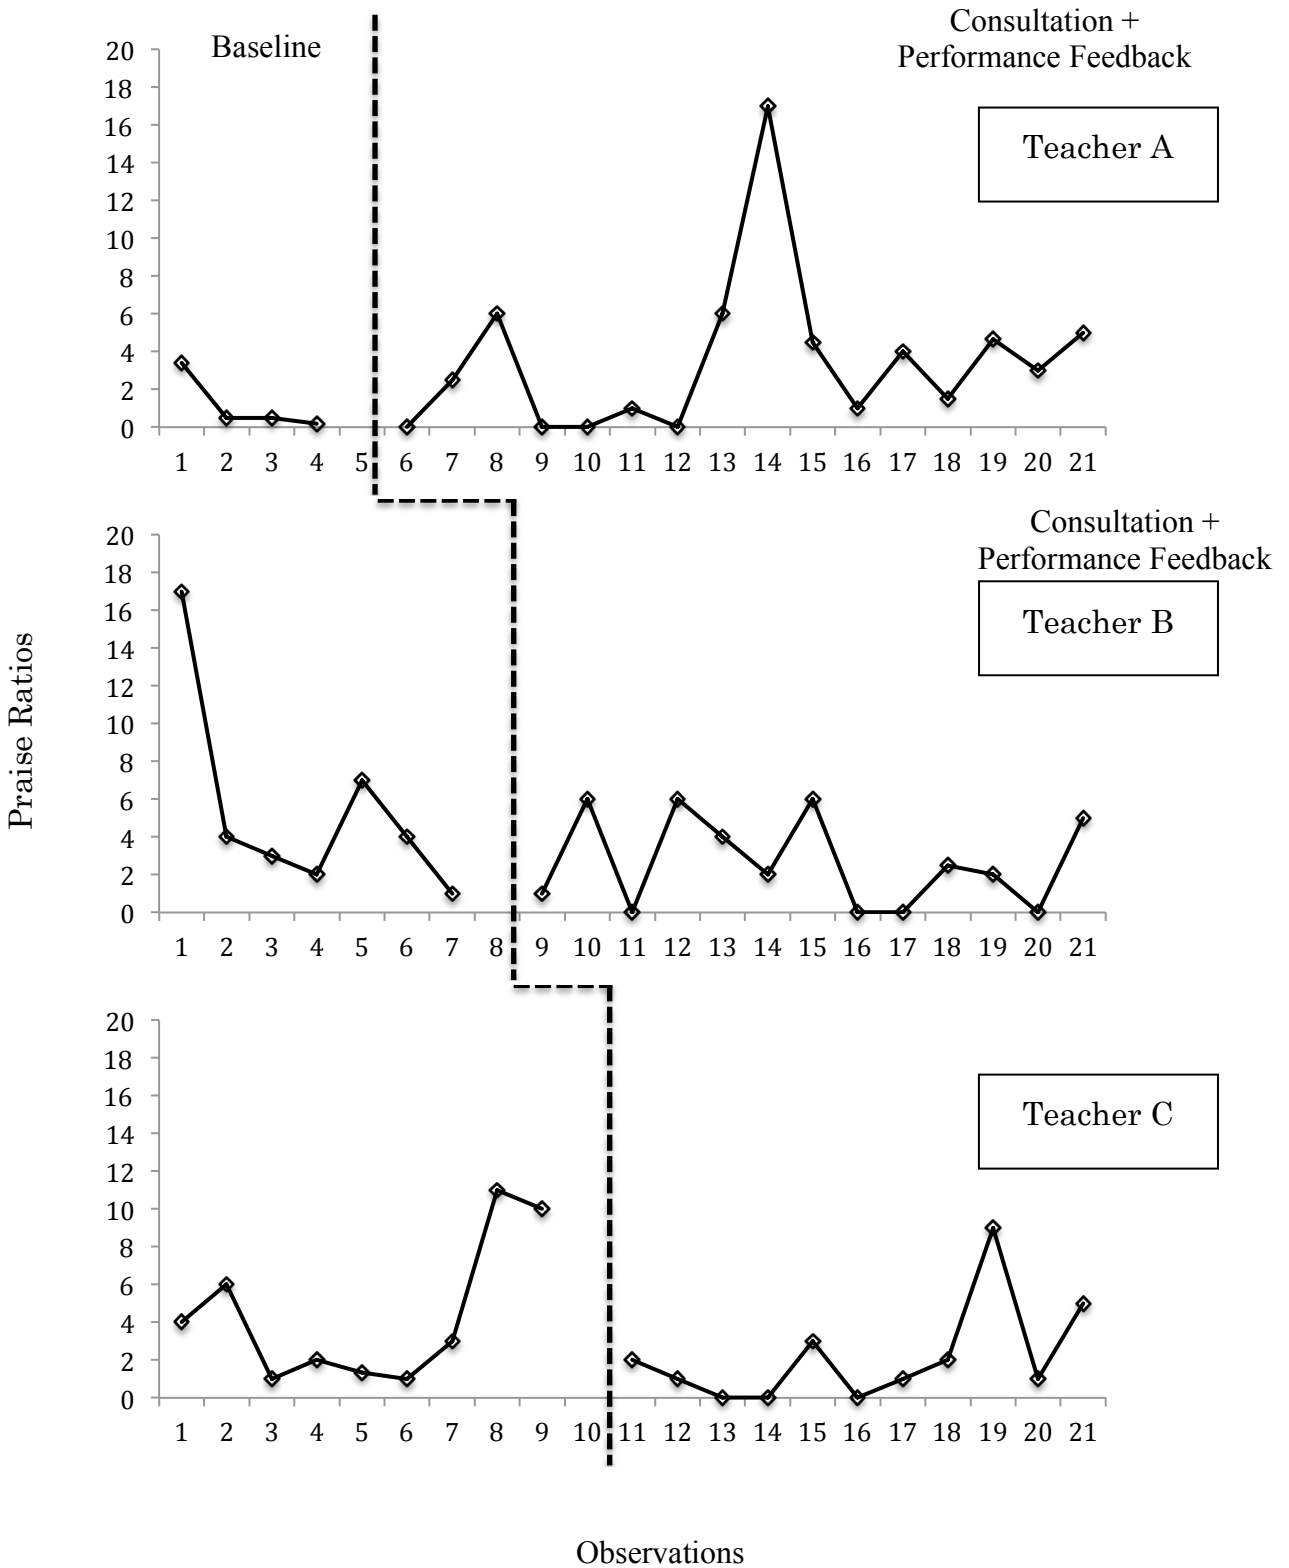 Consultation +
Baseline
Performance Feedback
20
18
16
14
12
10
8
6
4
2
0
Teacher A
1 2 3 4 5 6 7 8 9 10 11 12 13 14 15 16 17 18 19 20 21
Consultation +
Performance Feedback
20
18
16
14
12
10
8
6
4
2
0
Teacher B
Praise Ratios
1 2 3 4 5 6 7 8 9 10 11 12 13 14 15 16 17 18 19 20 21
20
18
16
14
12
10
8
6
4
2
0
Teacher C
1 2 3 4 5 6 7 8 9 10 11 12 13 14 15 16 17 18 19 20 21
Observations